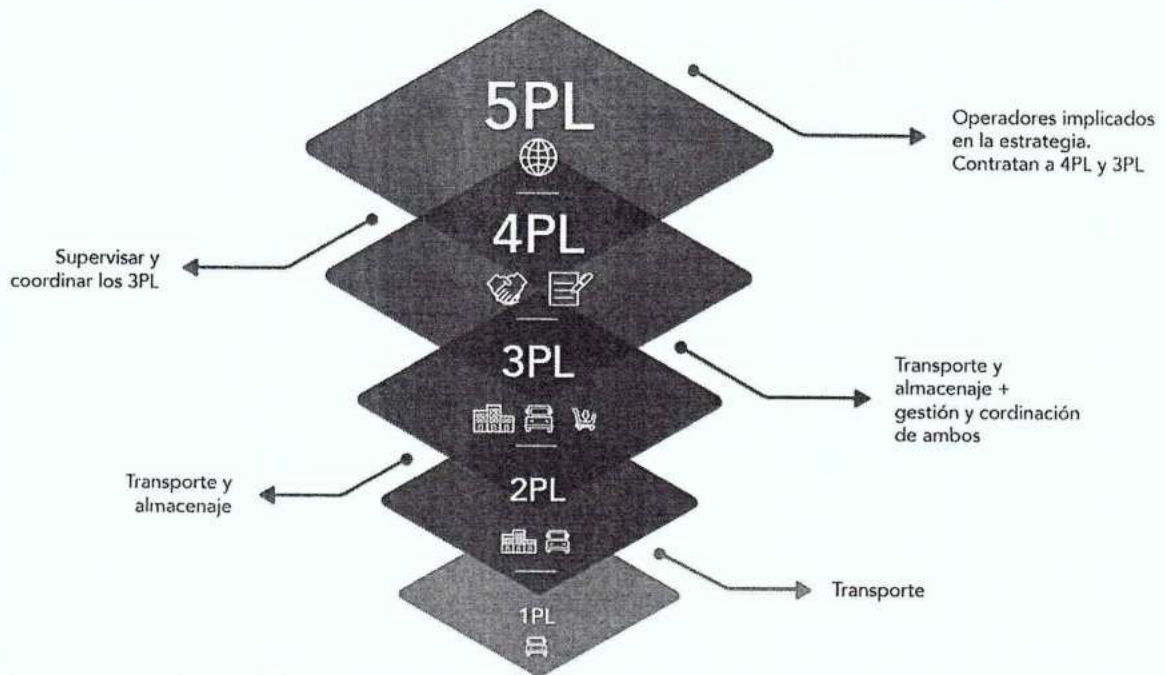 5PL
Operadores implicados
en la estrategia.
Contratan a 4PL y 3PL
4PL
Supervisar y
coordinar los 3PL
3PL
Transporte y
almacenaje +
gestión y cordinación
de ambos
2PL
Transporte y
almacenaje
1PL
Transporte